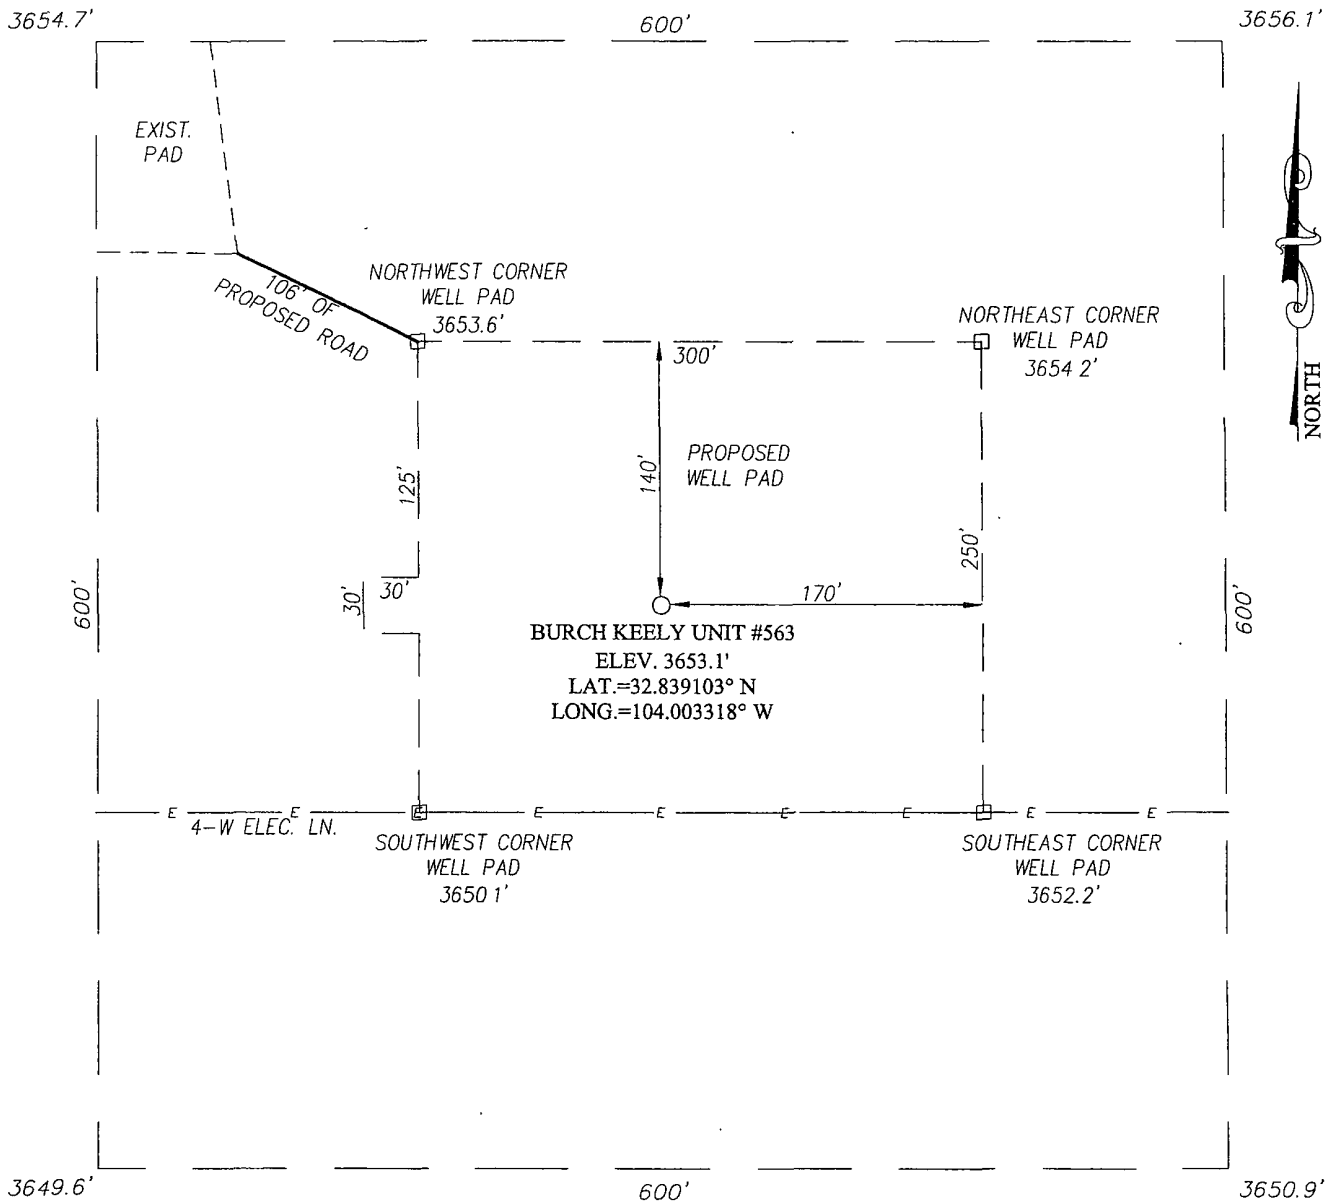 3654.7'
600'
3656.1'
EXIST.
PAD
106' OF
PROPOSED ROAD
NORTHWEST CORNER
WELL PAD
3653.6'
300'
NORTHEAST CORNER
WELL PAD
3654 2'
NORTH
125'
140'
PROPOSED
WELL PAD
250'
30'
30'
170'
600'
600'
BURCH KEELY UNIT #563
ELEV. 3653.1'
LAT.=32.839103° N
LONG.=104.003318° W
E E E E E E E E E
4-W ELEC. LN.
SOUTHWEST CORNER
WELL PAD
3650 1'
SOUTHEAST CORNER
WELL PAD
3652.2'
3649.6'
600'
3650.9'